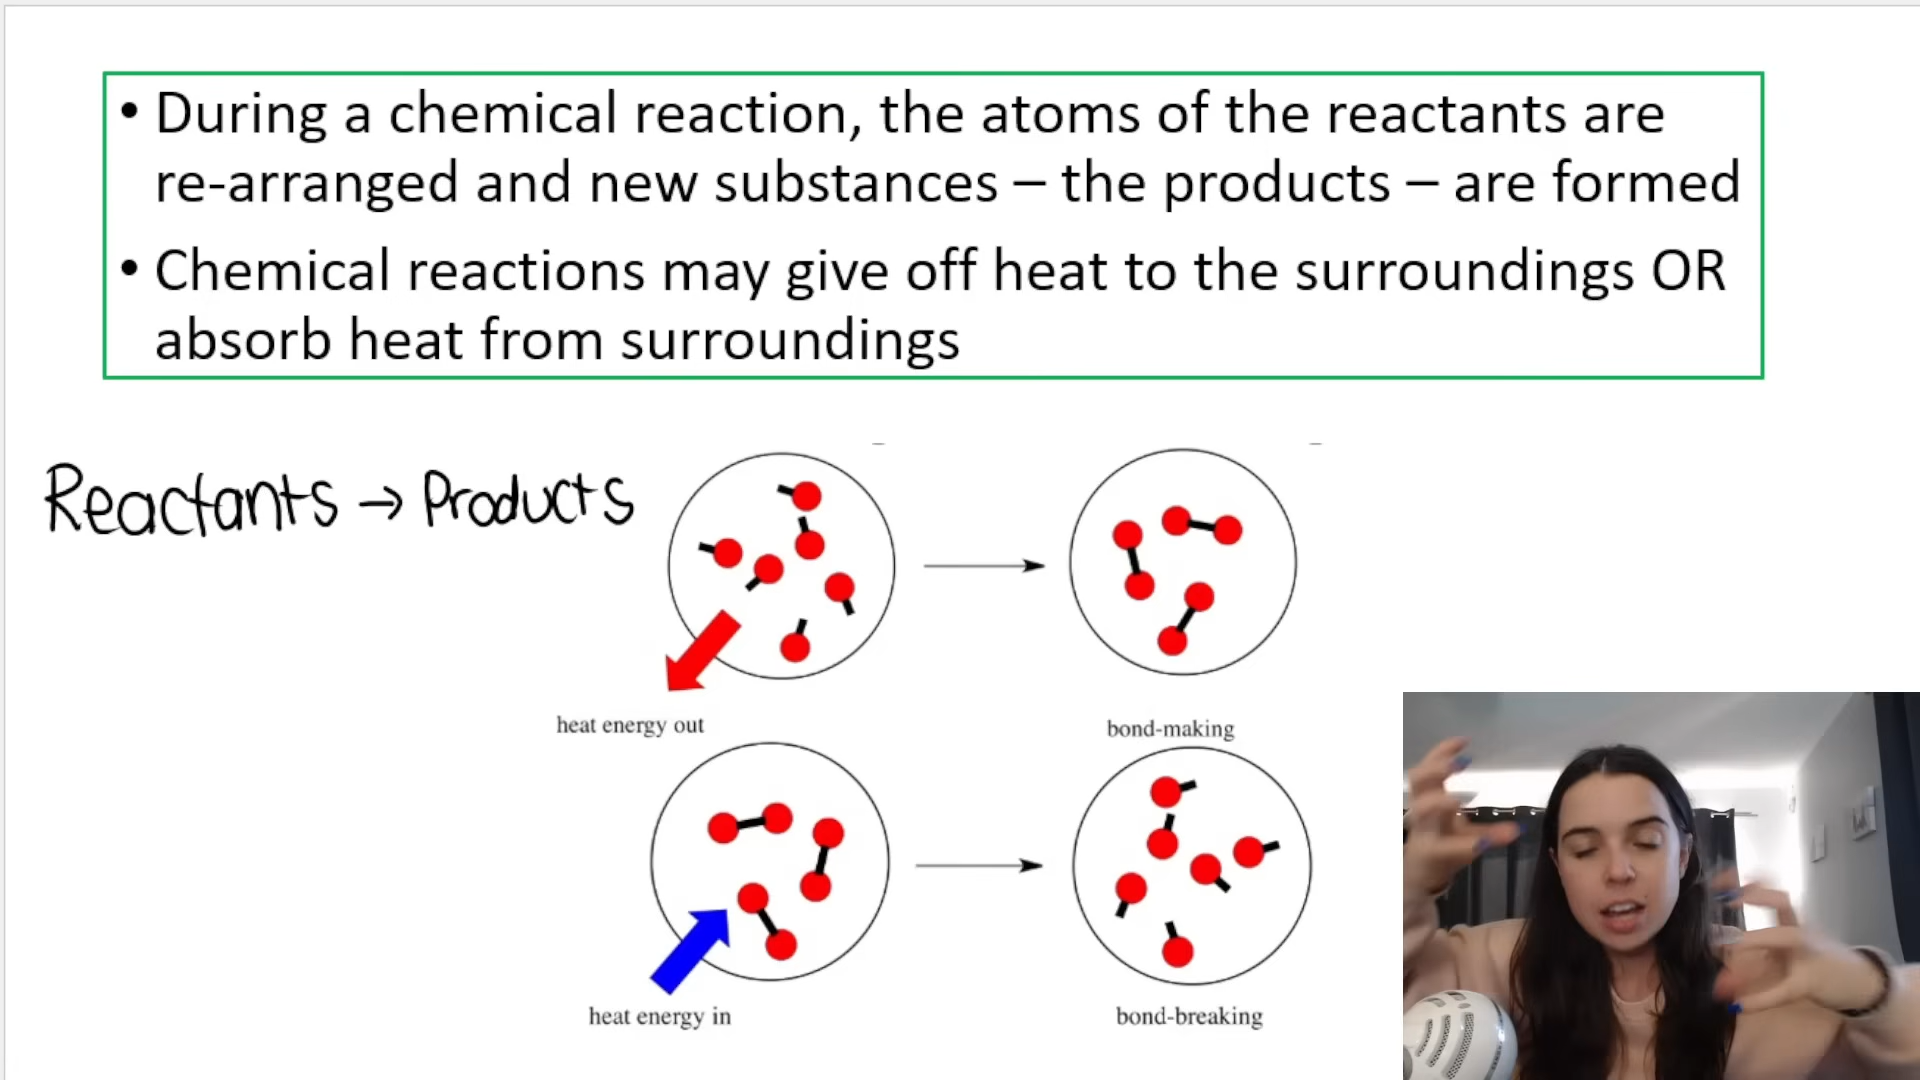 • During a chemical reaction, the atoms of the reactants are
re-arranged and new substances – the products – are formed
• Chemical reactions may give off heat to the surroundings OR
absorb heat from surroundings
Reactants → Products
heat energy out
bond-making
heat energy in
bond-breaking